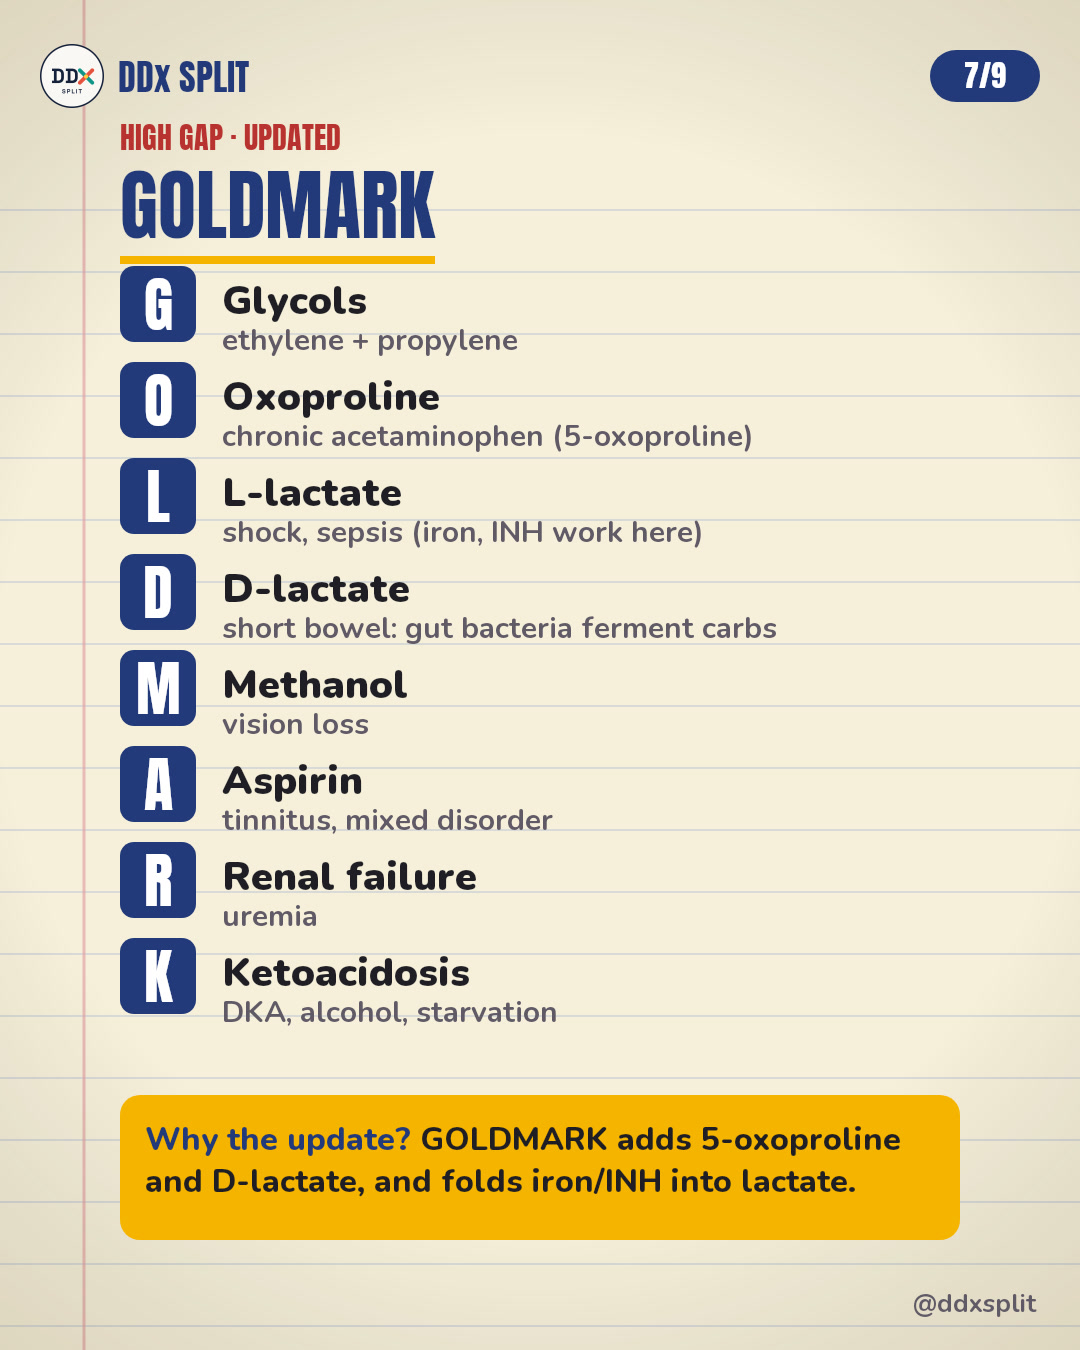 DDX
SPLIT
DDx SPLIT
7/9
HIGH GAP · UPDATED
GOLDMARK
G
Glycols
ethylene + propylene
O
Oxoproline
chronic acetaminophen (5-oxoproline)
L
L-lactate
shock, sepsis (iron, INH work here)
D
D-lactate
short bowel: gut bacteria ferment carbs
M
Methanol
vision loss
A
Aspirin
tinnitus, mixed disorder
R
Renal failure
uremia
K
Ketoacidosis
DKA, alcohol, starvation
Why the update? GOLDMARK adds 5-oxoproline
and D-lactate, and folds iron/INH into lactate.
@ddxsplit